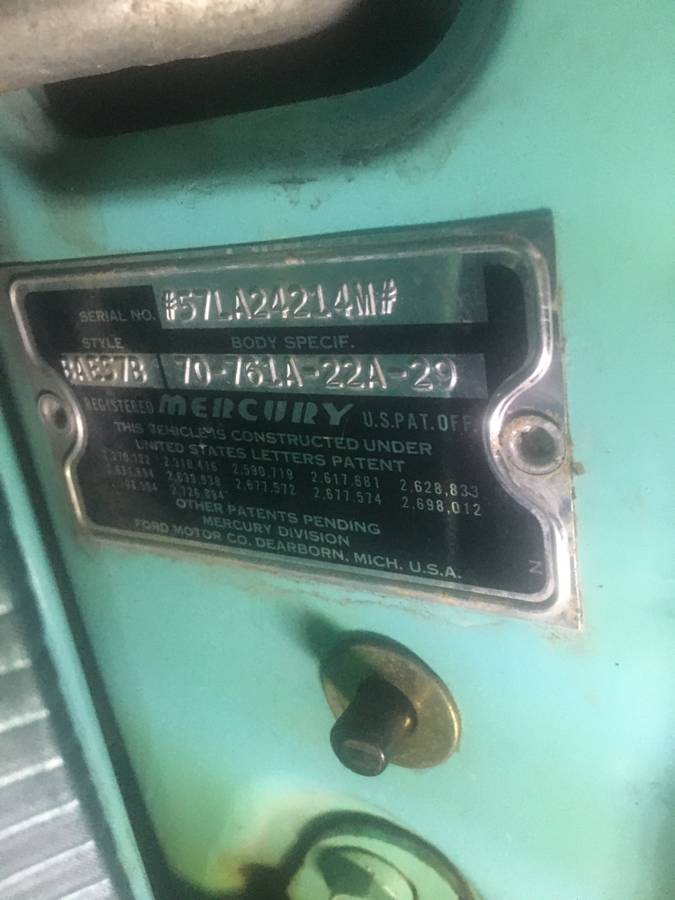 SERIAL NO. #57LA24214M#
STYLE BODY SPECIF.
70-761A-22A-29
REGISTERED MERCURY U.S.PAT.OFF.
THIS VEHICLE IS CONSTRUCTED UNDER
UNITED STATES LETTERS PATENT
2,590,719 2,617,681 2,628,833
2,677,572 2,677,574 2,698,012
OTHER PATENTS PENDING
MERCURY DIVISION
FORD MOTOR CO. DEARBORN, MICH. U.S.A.
N